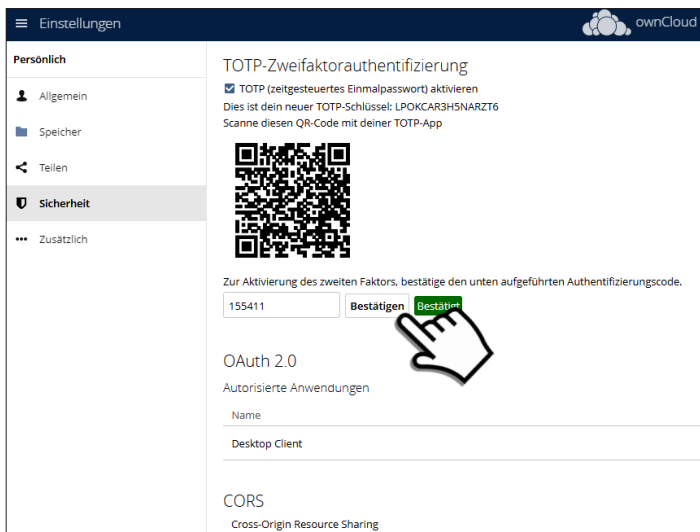 Einstellungen
ownCloud
Persönlich
Allgemein
Speicher
Teilen
Sicherheit
Zusätzlich
TOTP-Zweifaktorauthentifizierung
TOTP (zeitgesteuertes Einmalpasswort) aktivieren
Dies ist dein neuer TOTP-Schlüssel: LPOKCAR3H5NARZT6
Scanne diesen QR-Code mit deiner TOTP-App
Zur Aktivierung des zweiten Faktors, bestätige den unten aufgeführten Authentifizierungscode.
155411 Bestätigen Bestätigt
OAuth 2.0
Autorisierte Anwendungen
Name
Desktop Client
CORS
Cross-Origin Resource Sharing